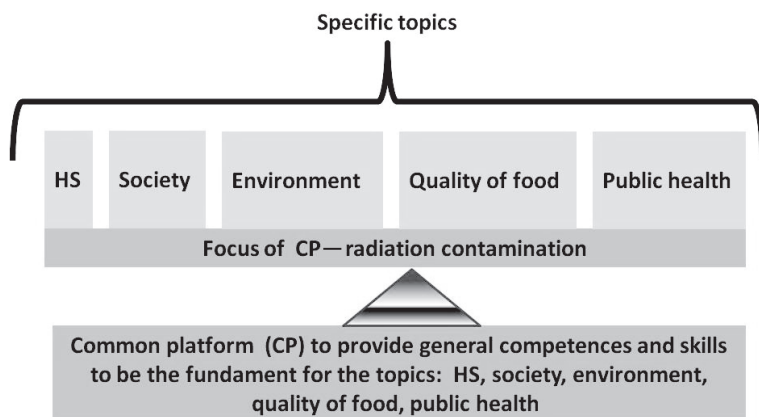 Specific topics
HS
Society
Environment
Quality of food
Public health
Focus of CP—radiation contamination
Common platform (CP) to provide general competences and skills
to be the fundament for the topics: HS, society, environment,
quality of food, public health